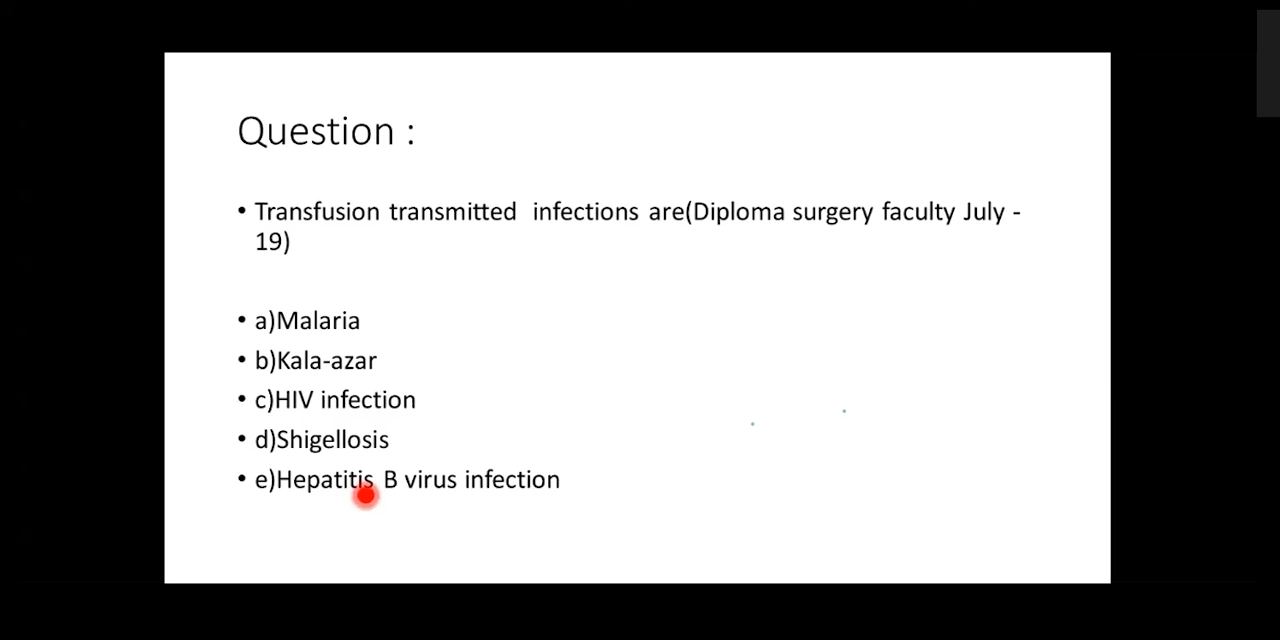 Question :
• Transfusion transmitted infections are(Diploma surgery faculty July -
19)
• a)Malaria
• b)Kala-azar
• c)HIV infection
• d)Shigellosis
• e)Hepatitis B virus infection